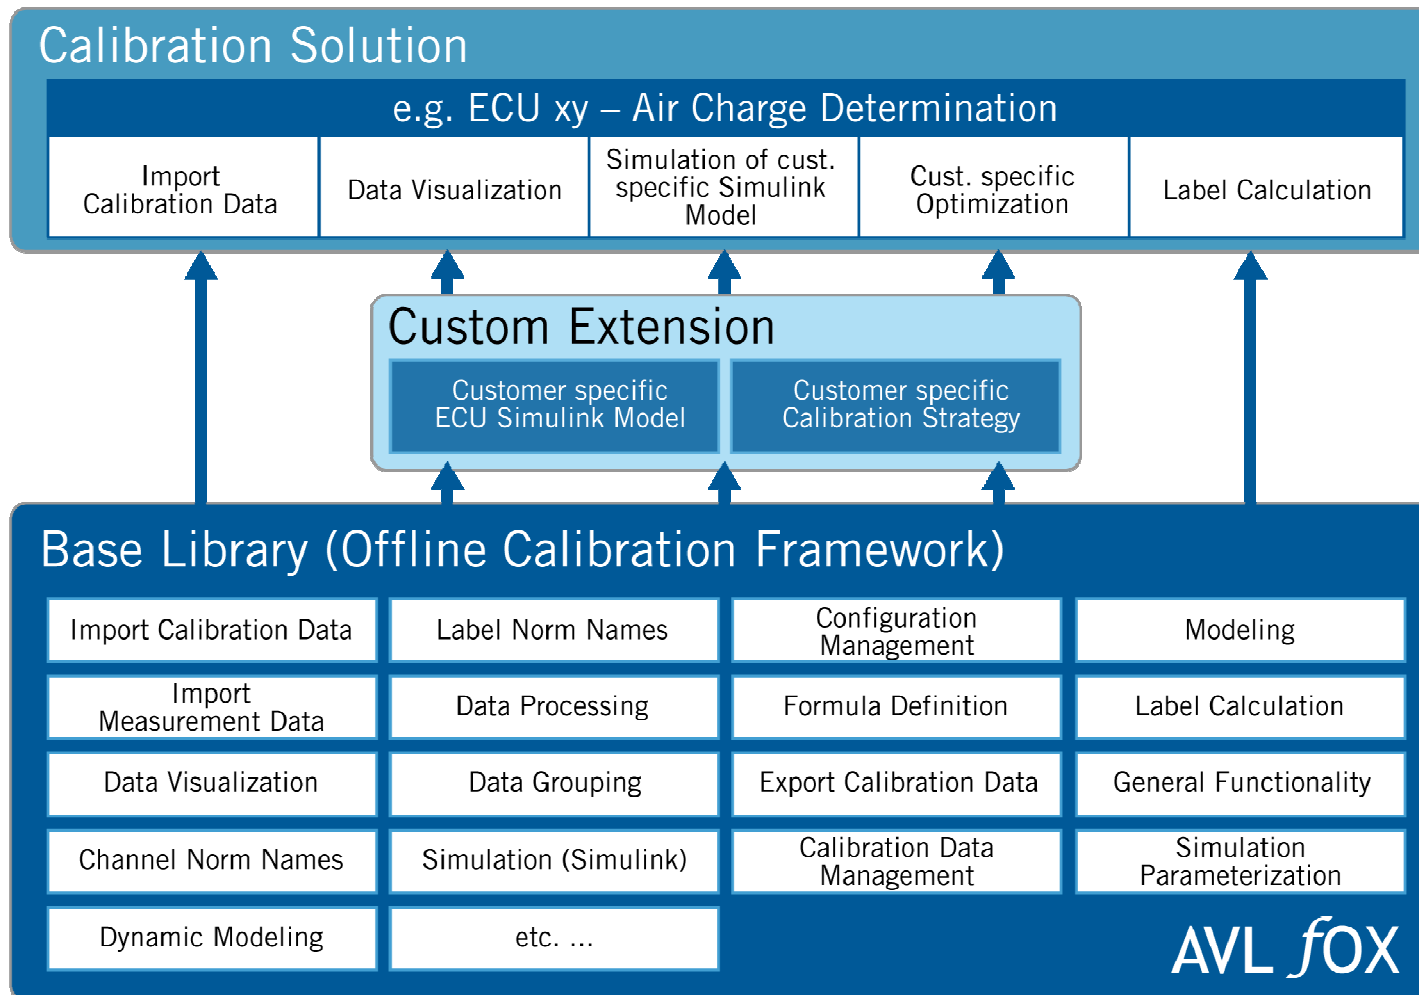 Calibration Solution
e.g. ECU xy – Air Charge Determination
Import
Calibration Data
Data Visualization
Simulation of cust.
specific Simulink
Model
Cust. specific
Optimization
Label Calculation
Custom Extension
Customer specific
ECU Simulink Model
Customer specific
Calibration Strategy
Base Library (Offline Calibration Framework)
Import Calibration Data
Label Norm Names
Configuration
Management
Modeling
Import
Measurement Data
Data Processing
Formula Definition
Label Calculation
Data Visualization
Data Grouping
Export Calibration Data
General Functionality
Channel Norm Names
Simulation (Simulink)
Calibration Data
Management
Simulation
Parameterization
Dynamic Modeling
etc. ...
AVL fOX